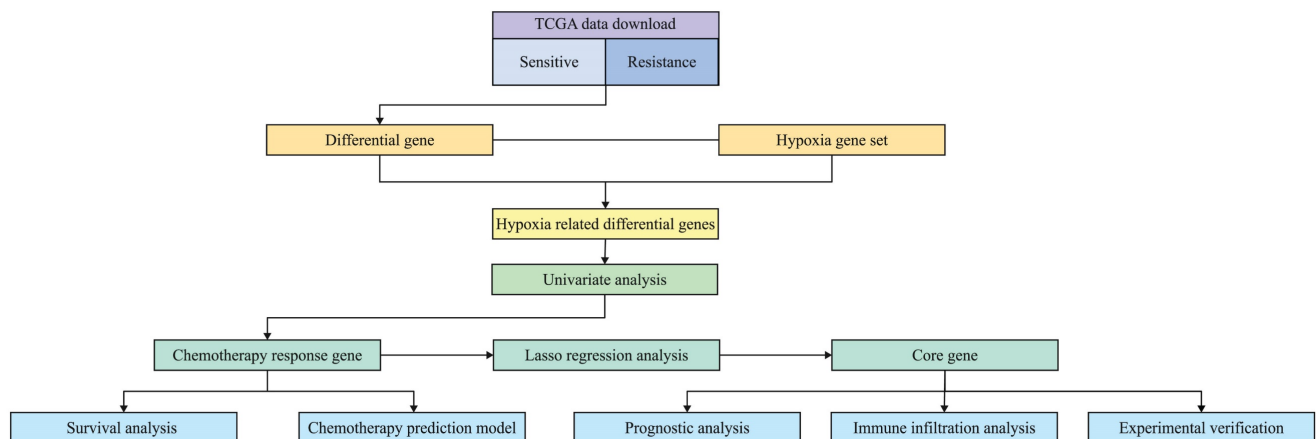 TCGA data download
Sensitive
Resistance
Differential gene
Hypoxia gene set
Hypoxia related differential genes
Univariate analysis
Chemotherapy response gene
Lasso regression analysis
Core gene
Survival analysis
Chemotherapy prediction model
Prognostic analysis
Immune infiltration analysis
Experimental verification